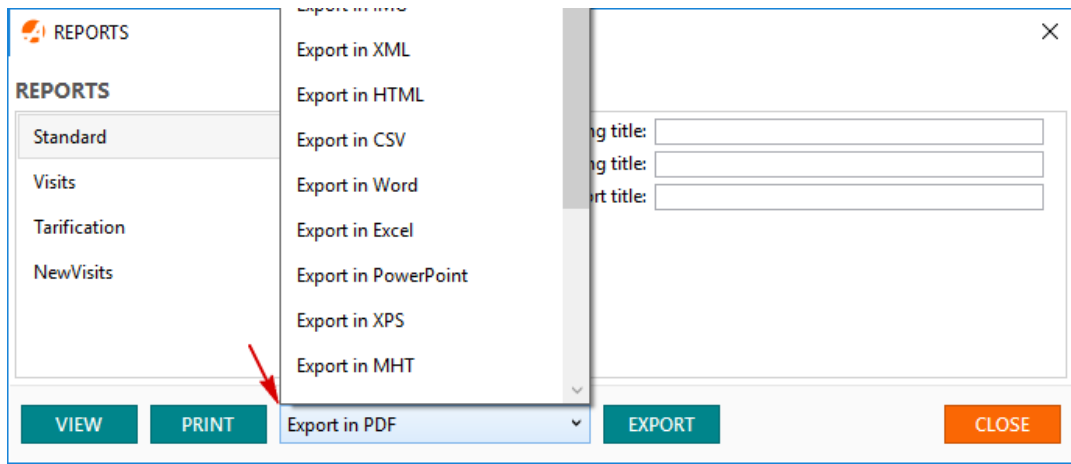 REPORTS
REPORTS
Standard
Visits
Tarification
NewVisits
Export in XML
Export in HTML
Export in CSV
Export in Word
Export in Excel
Export in PowerPoint
Export in XPS
Export in MHT
title:
title:
title:
VIEW
PRINT
Export in PDF
EXPORT
CLOSE